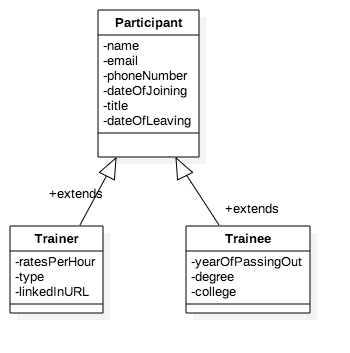 Participant
-name
-email
-phoneNumber
-dateOfJoining
-title
-dateOfLeaving
+extends
+extends
Trainer
-ratesPerHour
-type
-linkedInURL
Trainee
-yearOfPassingOut
-degree
-college